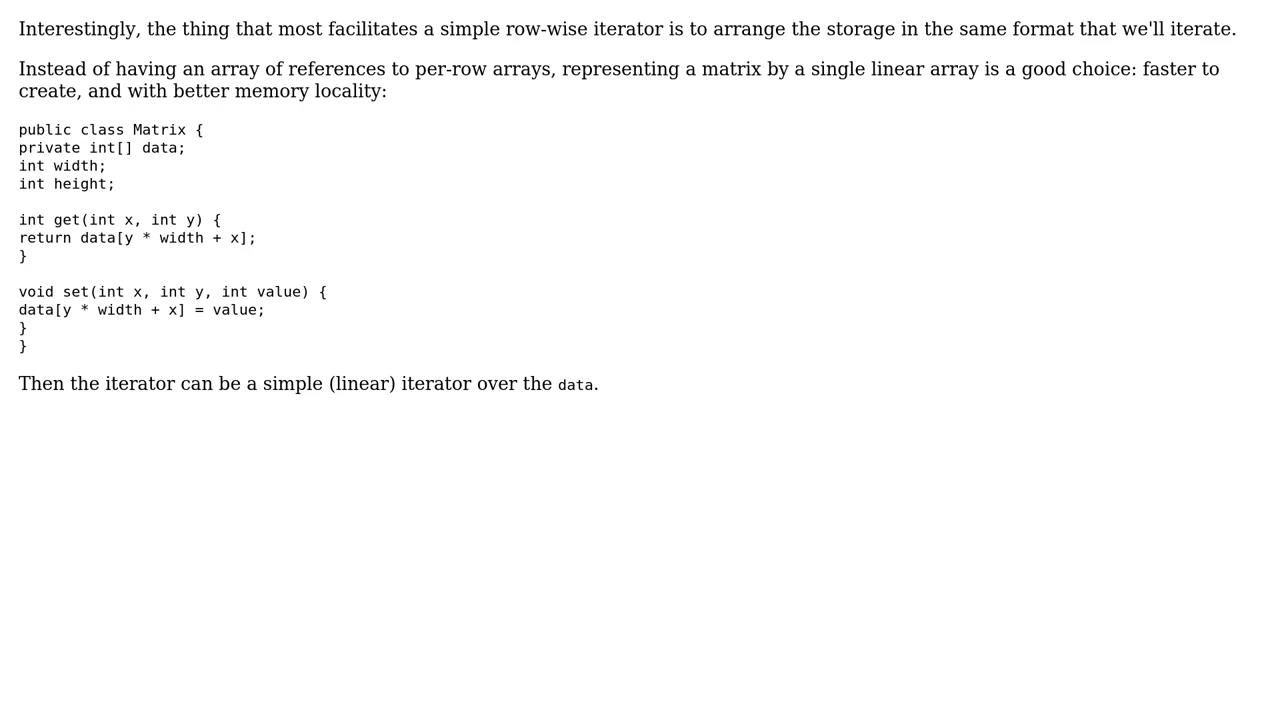 Interestingly, the thing that most facilitates a simple row-wise iterator is to arrange the storage in the same format that we'll iterate.
Instead of having an array of references to per-row arrays, representing a matrix by a single linear array is a good choice: faster to
create, and with better memory locality:
public class Matrix {
private int[] data;
int width;
int height;
int get(int x, int y) {
return data[y * width + x];
}
void set(int x, int y, int value) {
data[y * width + x] = value;
}
}
Then the iterator can be a simple (linear) iterator over the data.